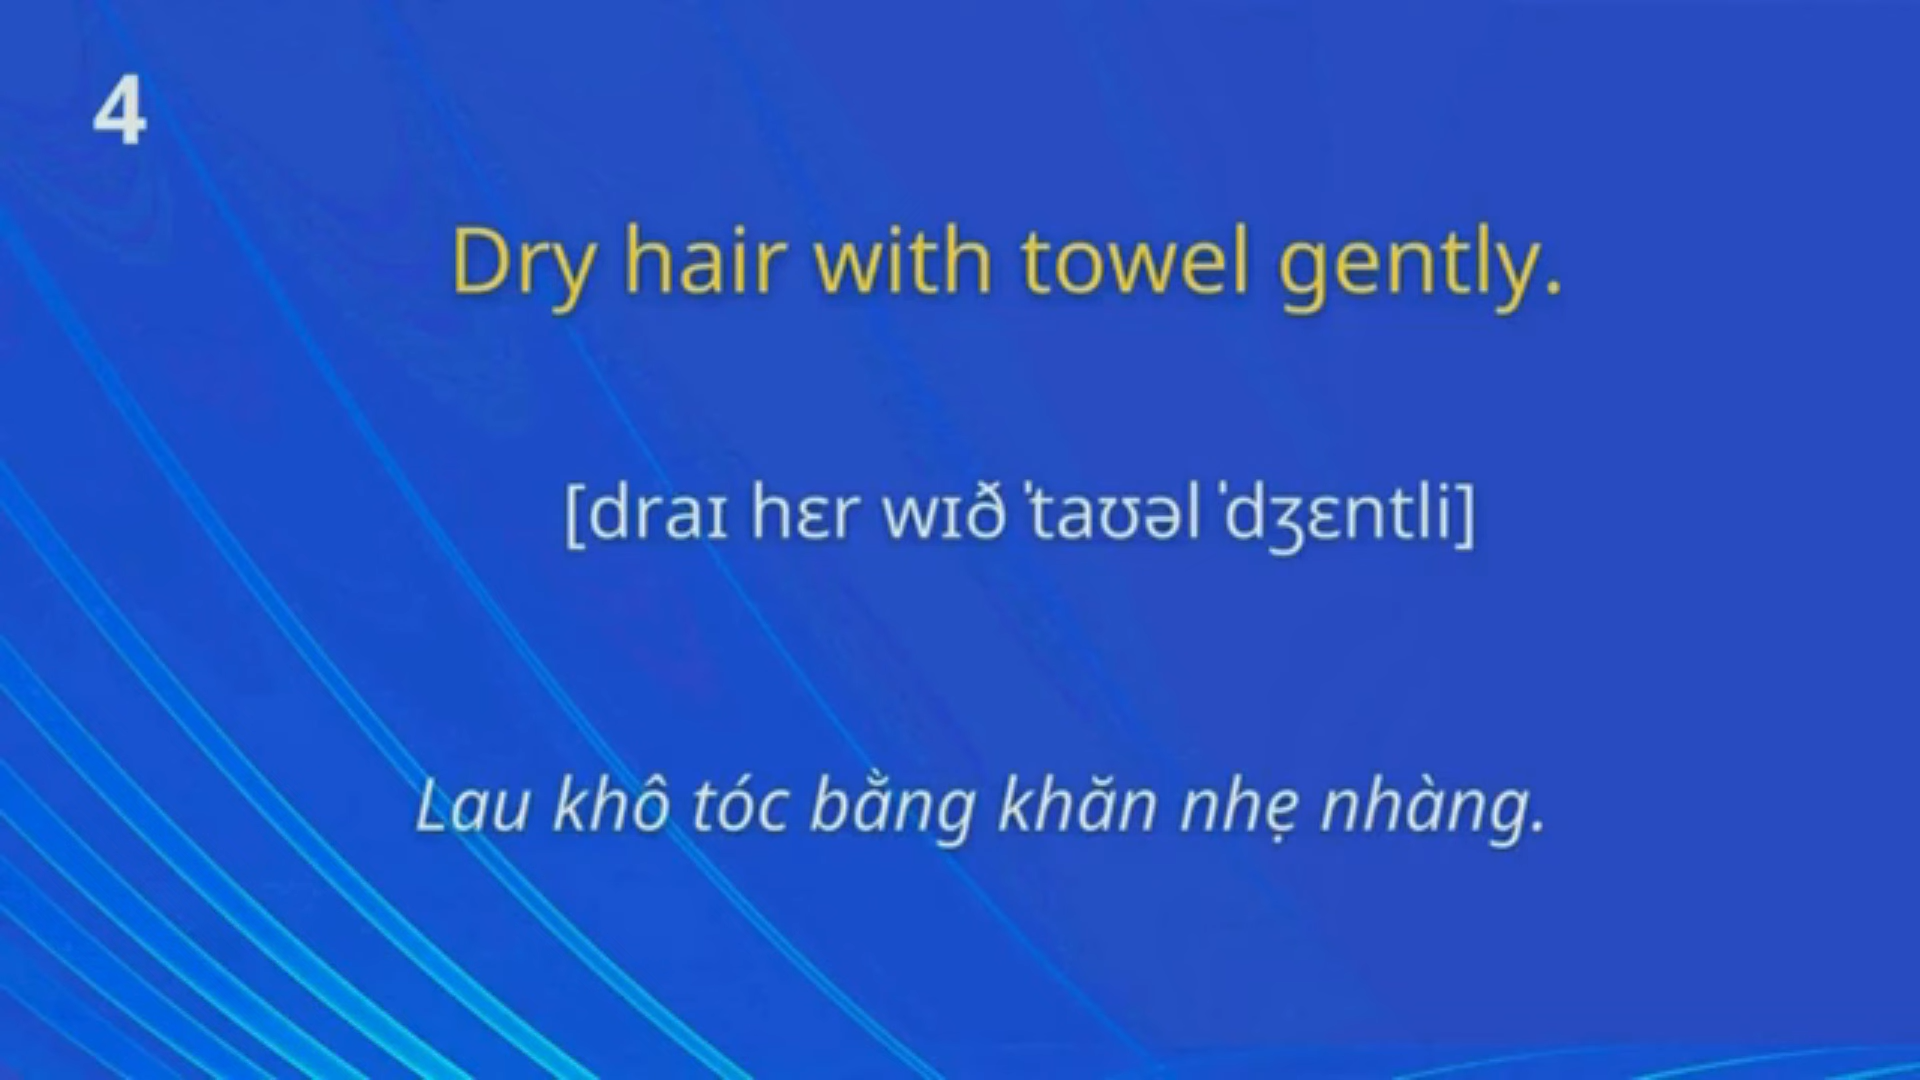 4
Dry hair with towel gently.
[draɪ hɛr wɪð ˈtaʊəl ˈdʒɛntli]
Lau khô tóc bằng khăn nhẹ nhàng.